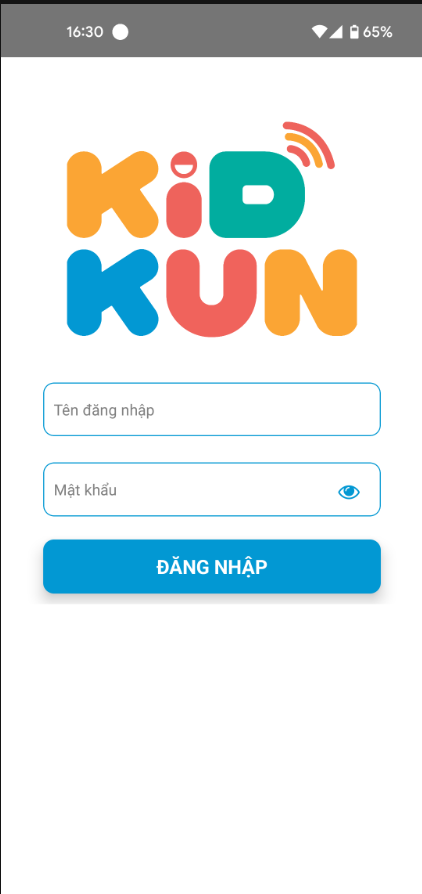 16:30
65%
KiD
KUN
Tên đăng nhập
Mật khẩu
ĐĂNG NHẬP